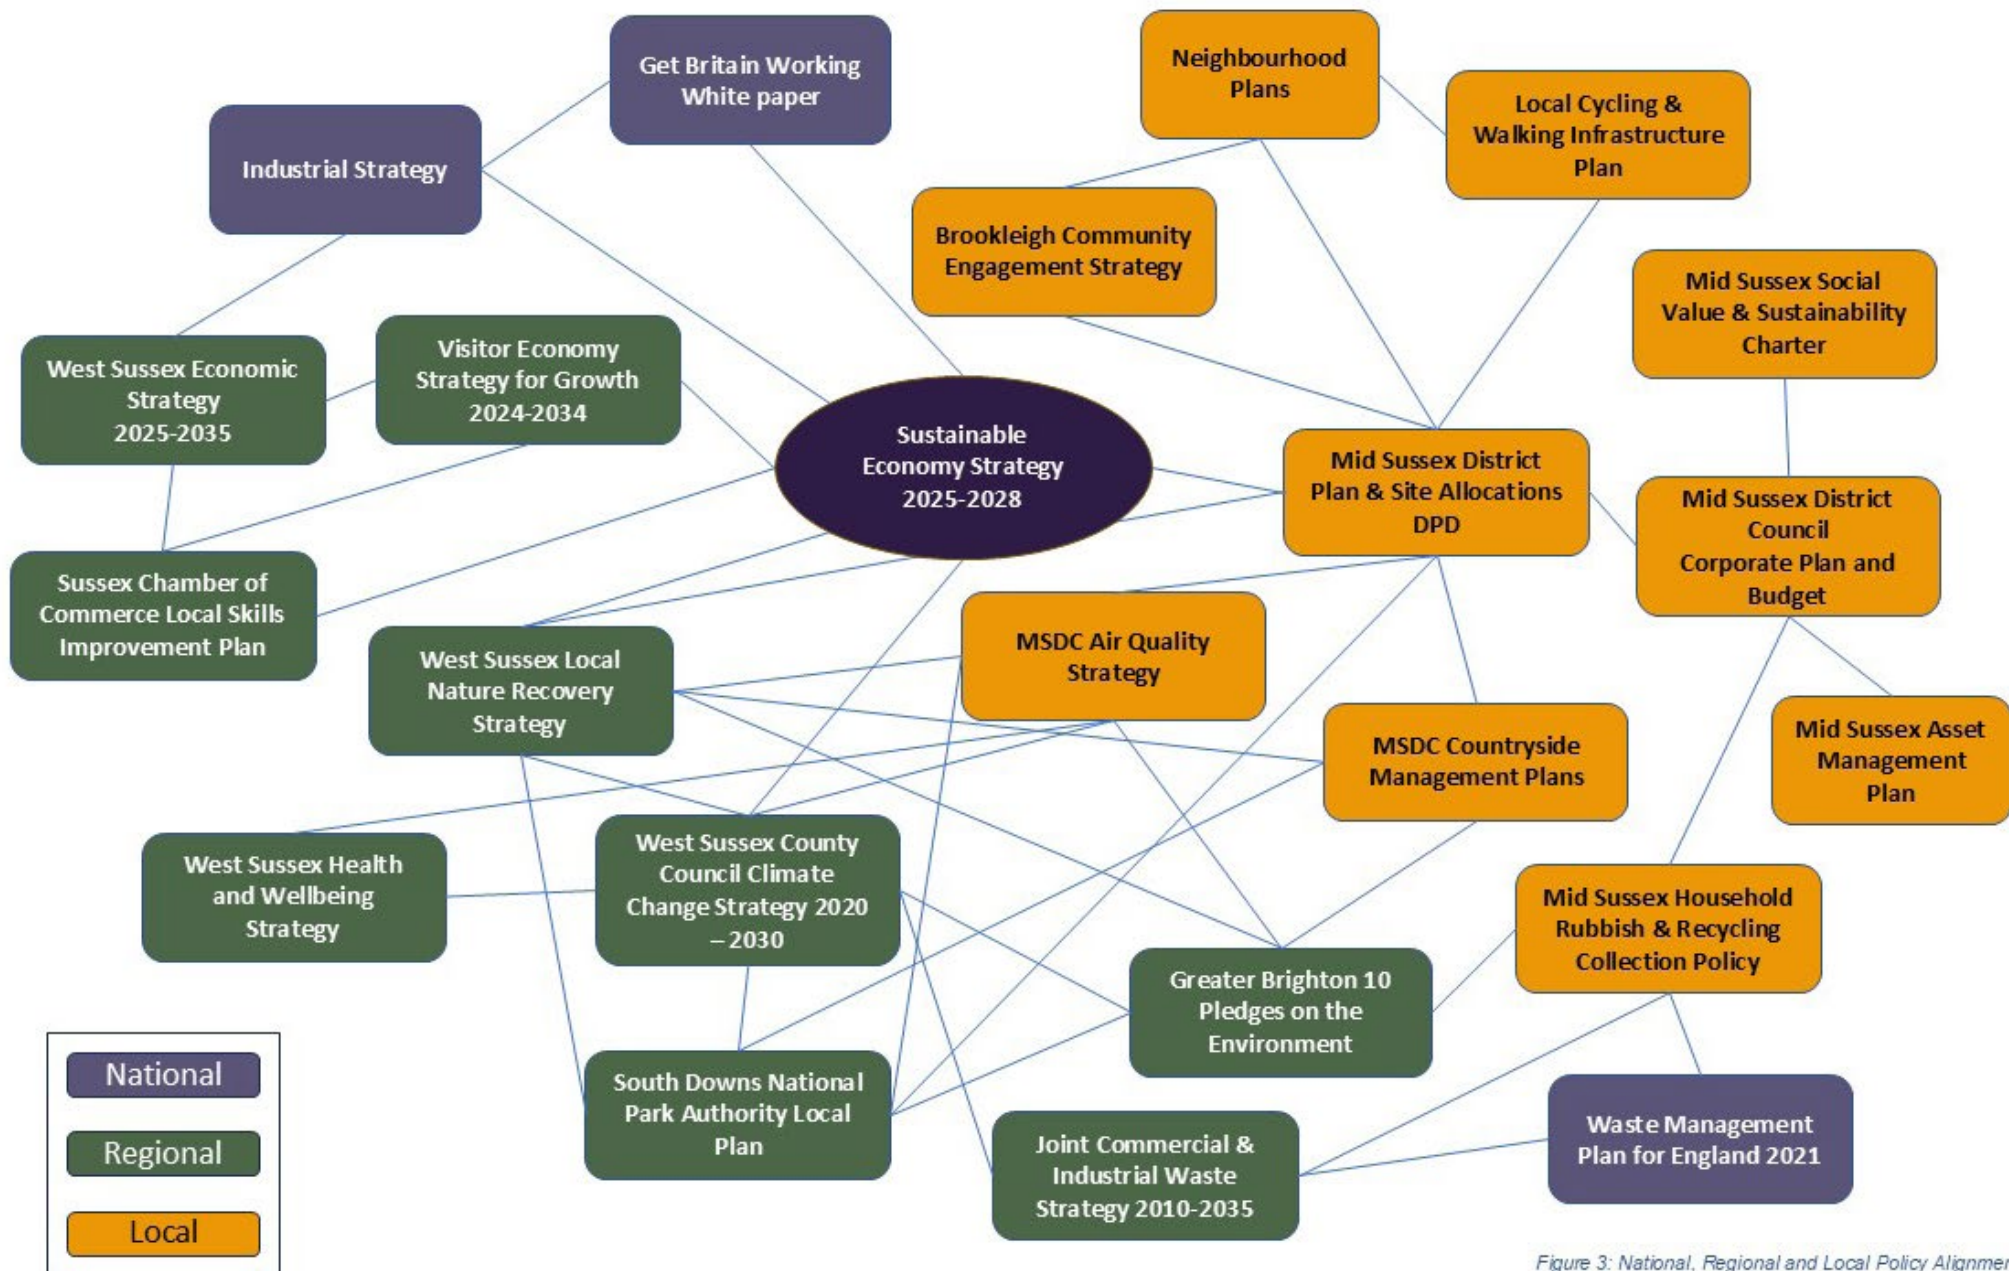 Get Britain Working
White paper
Neighbourhood
Plans
Local Cycling &
Walking Infrastructure
Plan
Industrial Strategy
Brookleigh Community
Engagement Strategy
Mid Sussex Social
Value & Sustainability
Charter
West Sussex Economic
Strategy
2025-2035
Visitor Economy
Strategy for Growth
2024-2034
Sustainable
Economy Strategy
2025-2028
Mid Sussex District
Plan & Site Allocations
DPD
Mid Sussex District
Council
Corporate Plan and
Budget
Sussex Chamber of
Commerce Local Skills
Improvement Plan
West Sussex Local
Nature Recovery
Strategy
MSDC Air Quality
Strategy
MSDC Countryside
Management Plans
Mid Sussex Asset
Management
Plan
West Sussex Health
and Wellbeing
Strategy
West Sussex County
Council Climate
Change Strategy 2020
– 2030
Greater Brighton 10
Pledges on the
Environment
Mid Sussex Household
Rubbish & Recycling
Collection Policy
South Downs National
Park Authority Local
Plan
Joint Commercial &
Industrial Waste
Strategy 2010-2035
Waste Management
Plan for England 2021
National
Regional
Local
Figure 3: National, Regional and Local Policy